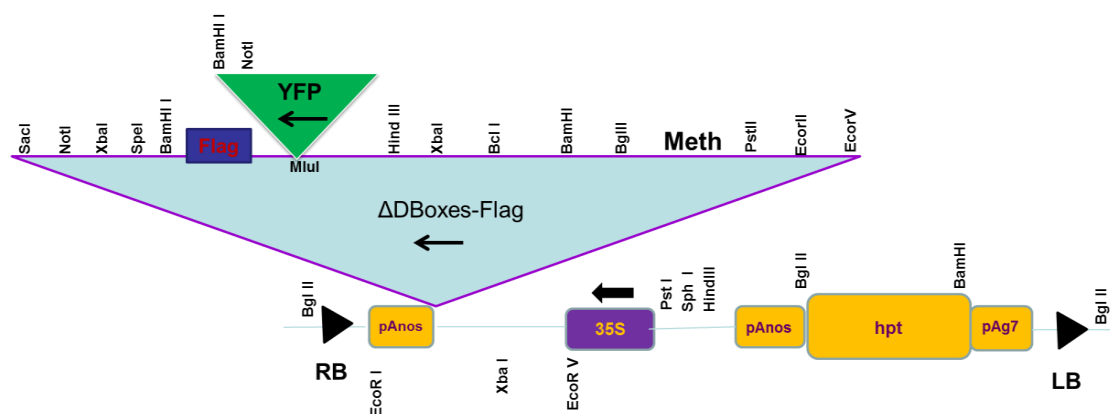 BamHI I
NotI
YFP
SacI
NotI
XbaI
SpeI
BamHI I
Flag
MluI
HInd III
XbaI
Bcl I
BamHI
BglII
Meth
PstII
EcorII
EcorV
ΔDBoxes-Flag
Bgl II
RB
pAnos
EcoR I
Xba I
EcoR V
35S
Pst I
Sph I
HindIII
pAnos
Bgl II
hpt
BamHI
pAg7
LB
Bgl II